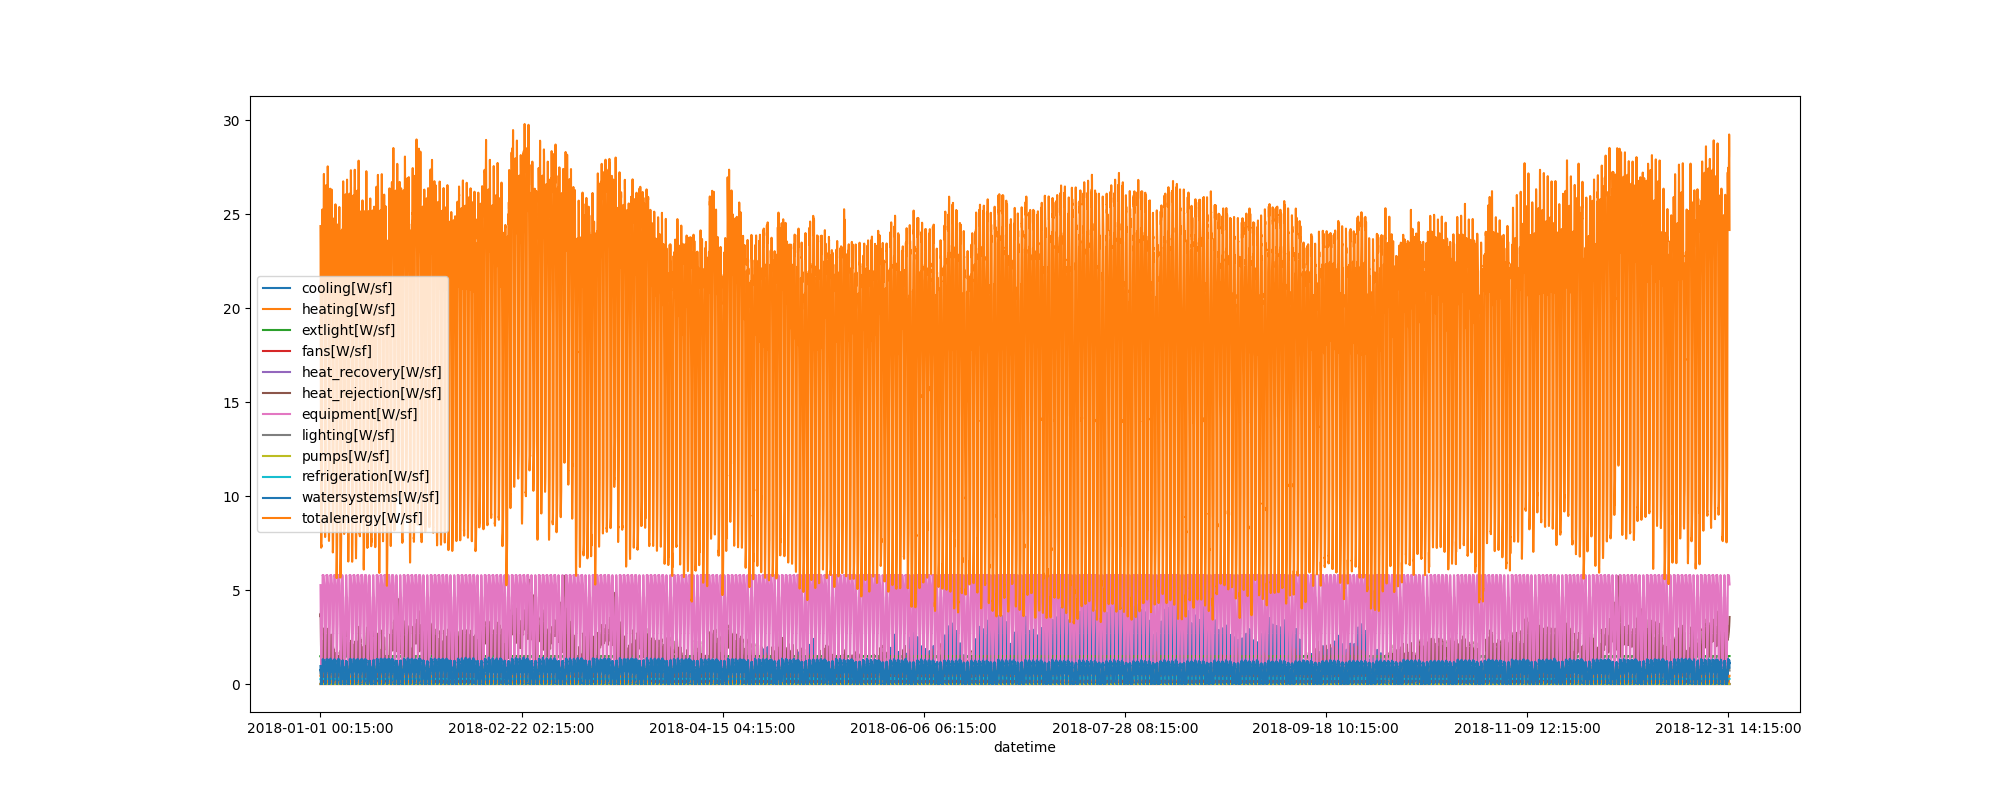 30
25
20
15
10
5
0
cooling[W/sf]
heating[W/sf]
extlight[W/sf]
fans[W/sf]
heat_recovery[W/sf]
heat_rejection[W/sf]
equipment[W/sf]
lighting[W/sf]
pumps[W/sf]
refrigeration[W/sf]
watersystems[W/sf]
totalenergy[W/sf]
2018-01-01 00:15:00 2018-02-22 02:15:00 2018-04-15 04:15:00 2018-06-06 06:15:00 2018-07-28 08:15:00 2018-09-18 10:15:00 2018-11-09 12:15:00 2018-12-31 14:15:00
datetime